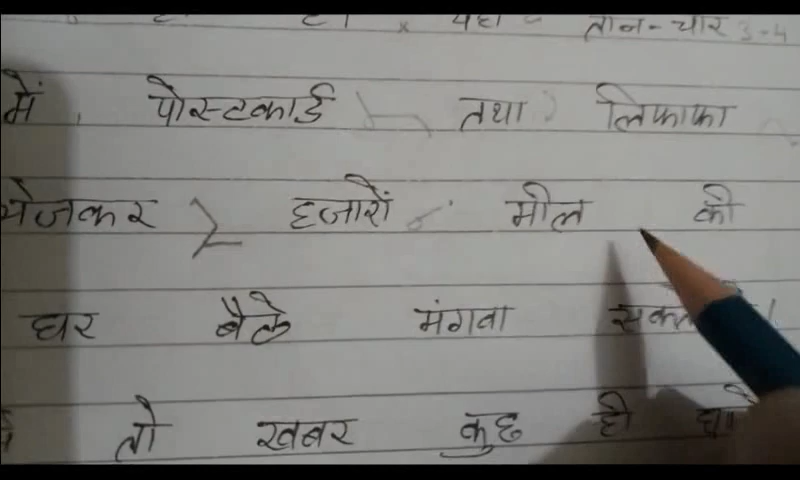 तीन-चार 3-4
में पोस्टकार्ड तथा लिफाफा
भेजकर हजारों मील की
घर बैठे मंगवा
तो खबर कुछ ही